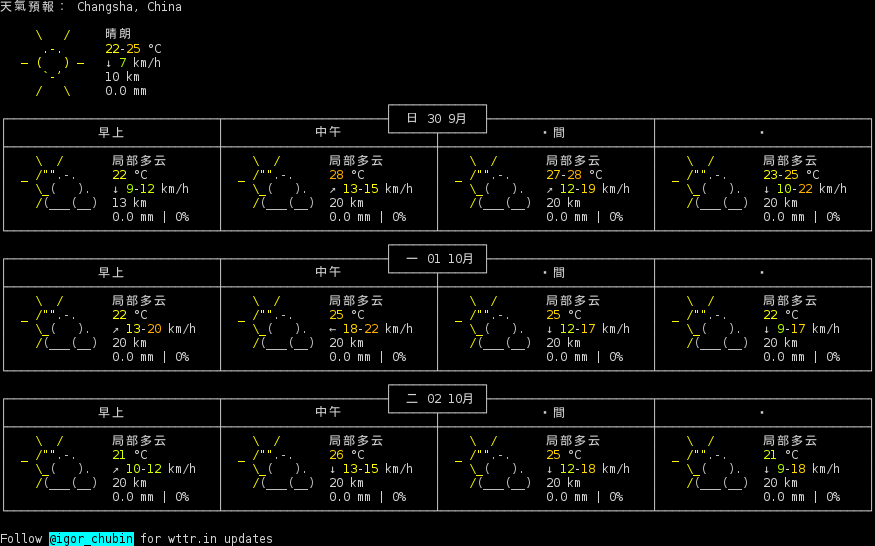 天氣預報： Changsha, China
晴朗
22-25 °C
↓ 7 km/h
10 km
0.0 mm
日 30 9月
早上 中午 ・間 ・
局部多云 局部多云 局部多云 局部多云
22 °C 28 °C 27-28 °C 23-25 °C
↓ 9-12 km/h ↗ 13-15 km/h ↗ 12-19 km/h ↓ 10-22 km/h
13 km 20 km 20 km 20 km
0.0 mm | 0% 0.0 mm | 0% 0.0 mm | 0% 0.0 mm | 0%
一 01 10月
早上 中午 ・間 ・
局部多云 局部多云 局部多云 局部多云
22 °C 25 °C 25 °C 22 °C
↗ 13-20 km/h ← 18-22 km/h ↓ 12-17 km/h ↓ 9-17 km/h
20 km 20 km 20 km 20 km
0.0 mm | 0% 0.0 mm | 0% 0.0 mm | 0% 0.0 mm | 0%
二 02 10月
早上 中午 ・間 ・
局部多云 局部多云 局部多云 局部多云
21 °C 26 °C 25 °C 21 °C
↗ 10-12 km/h ↓ 13-15 km/h ↓ 12-18 km/h ↓ 9-18 km/h
20 km 20 km 20 km 20 km
0.0 mm | 0% 0.0 mm | 0% 0.0 mm | 0% 0.0 mm | 0%
Follow @igor_chubin for wttr.in updates